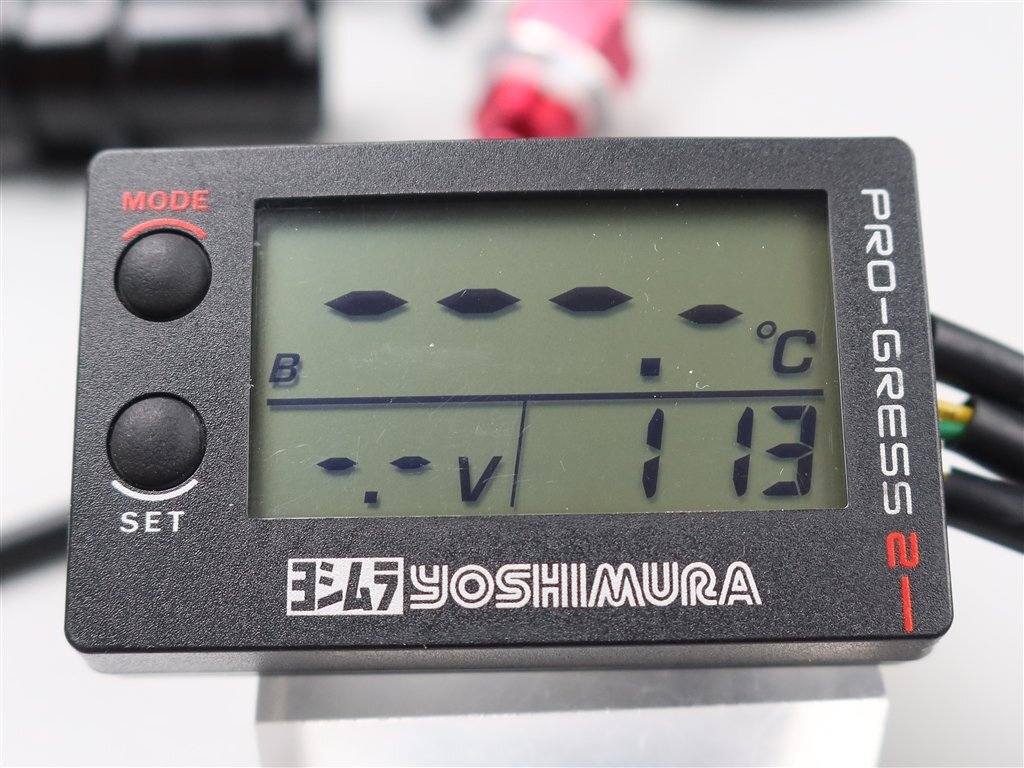 MODE
SET
---.-°C
B
-.-V
113
ヨシムラ YOSHIMURA
PRO-GRESS 2